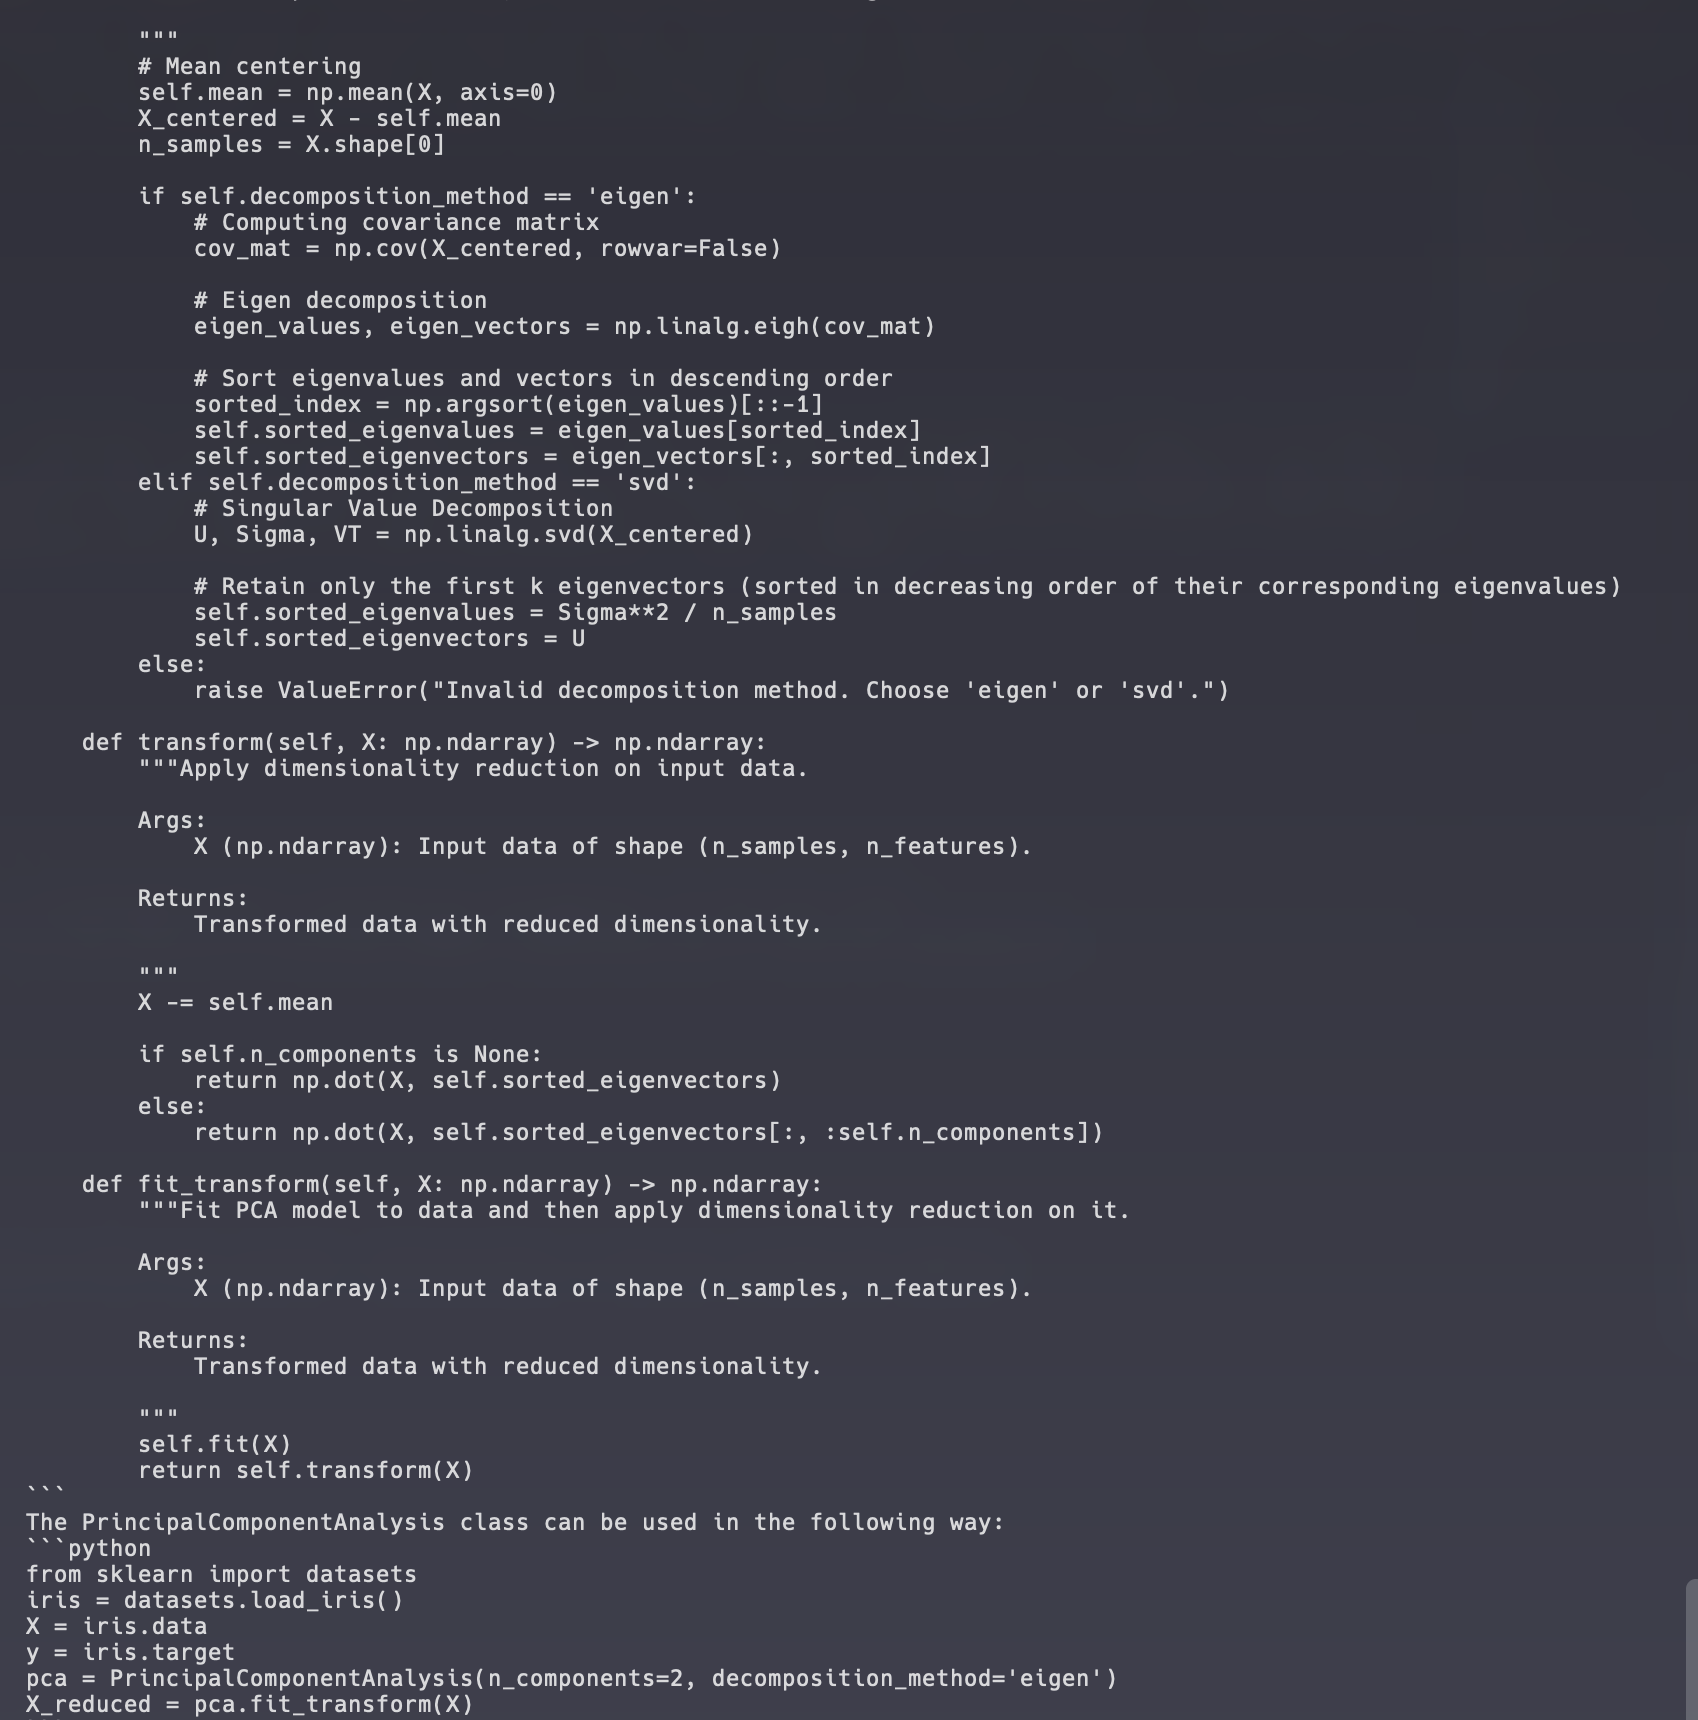 """
        # Mean centering
        self.mean = np.mean(X, axis=0)
        X_centered = X - self.mean
        n_samples = X.shape[0]

        if self.decomposition_method == 'eigen':
            # Computing covariance matrix
            cov_mat = np.cov(X_centered, rowvar=False)

            # Eigen decomposition
            eigen_values, eigen_vectors = np.linalg.eigh(cov_mat)

            # Sort eigenvalues and vectors in descending order
            sorted_index = np.argsort(eigen_values)[::-1]
            self.sorted_eigenvalues = eigen_values[sorted_index]
            self.sorted_eigenvectors = eigen_vectors[:, sorted_index]
        elif self.decomposition_method == 'svd':
            # Singular Value Decomposition
            U, Sigma, VT = np.linalg.svd(X_centered)

            # Retain only the first k eigenvectors (sorted in decreasing order of their corresponding eigenvalues)
            self.sorted_eigenvalues = Sigma**2 / n_samples
            self.sorted_eigenvectors = U
        else:
            raise ValueError("Invalid decomposition method. Choose 'eigen' or 'svd'.")

    def transform(self, X: np.ndarray) -> np.ndarray:
        """Apply dimensionality reduction on input data.

        Args:
            X (np.ndarray): Input data of shape (n_samples, n_features).

        Returns:
            Transformed data with reduced dimensionality.

        """
        X -= self.mean

        if self.n_components is None:
            return np.dot(X, self.sorted_eigenvectors)
        else:
            return np.dot(X, self.sorted_eigenvectors[:, :self.n_components])

    def fit_transform(self, X: np.ndarray) -> np.ndarray:
        """Fit PCA model to data and then apply dimensionality reduction on it.

        Args:
            X (np.ndarray): Input data of shape (n_samples, n_features).

        Returns:
            Transformed data with reduced dimensionality.

        """
        self.fit(X)
        return self.transform(X)
```
The PrincipalComponentAnalysis class can be used in the following way:
```python
from sklearn import datasets
iris = datasets.load_iris()
X = iris.data
y = iris.target
pca = PrincipalComponentAnalysis(n_components=2, decomposition_method='eigen')
X_reduced = pca.fit_transform(X)